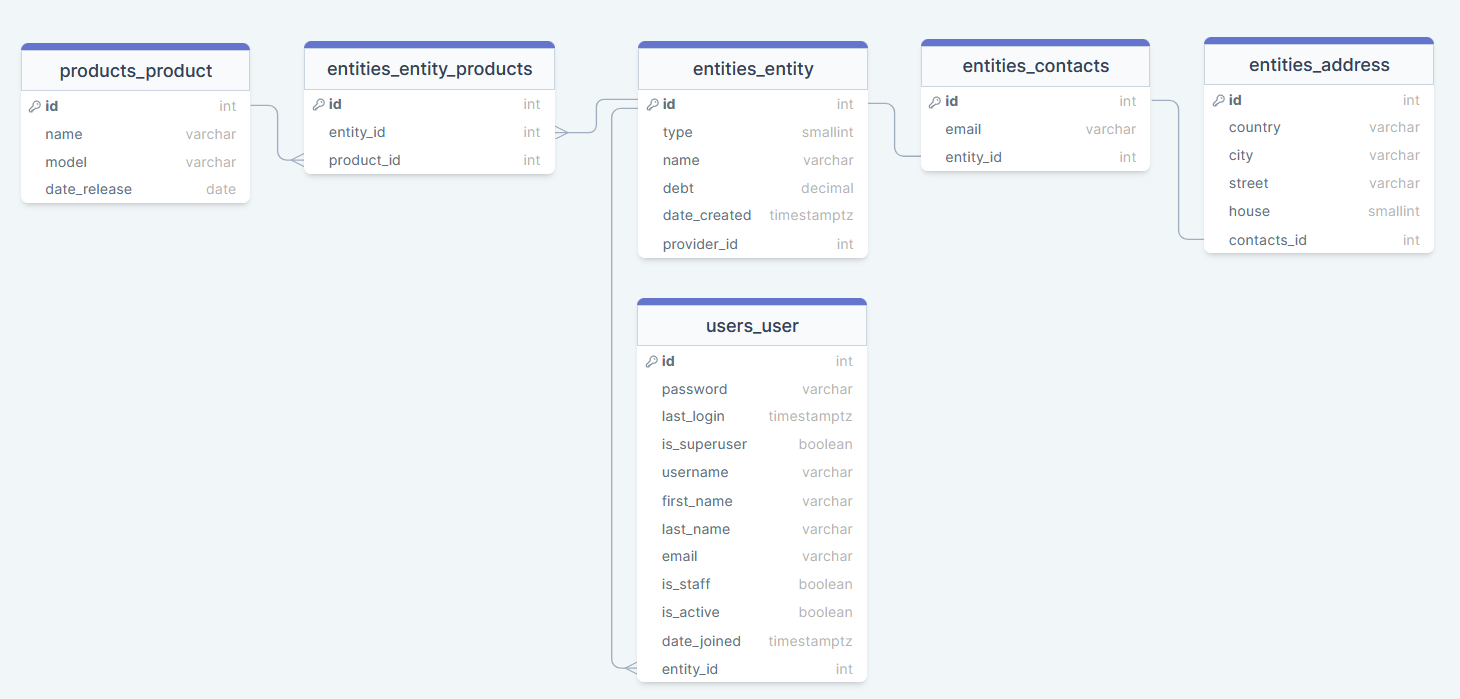 products_product
id int
name varchar
model varchar
date_release date
entities_entity_products
id int
entity_id int
product_id int
entities_entity
id int
type smallint
name varchar
debt decimal
date_created timestamptz
provider_id int
entities_contacts
id int
email varchar
entity_id int
entities_address
id int
country varchar
city varchar
street varchar
house smallint
contacts_id int
users_user
id int
password varchar
last_login timestamptz
is_superuser boolean
username varchar
first_name varchar
last_name varchar
email varchar
is_staff boolean
is_active boolean
date_joined timestamptz
entity_id int